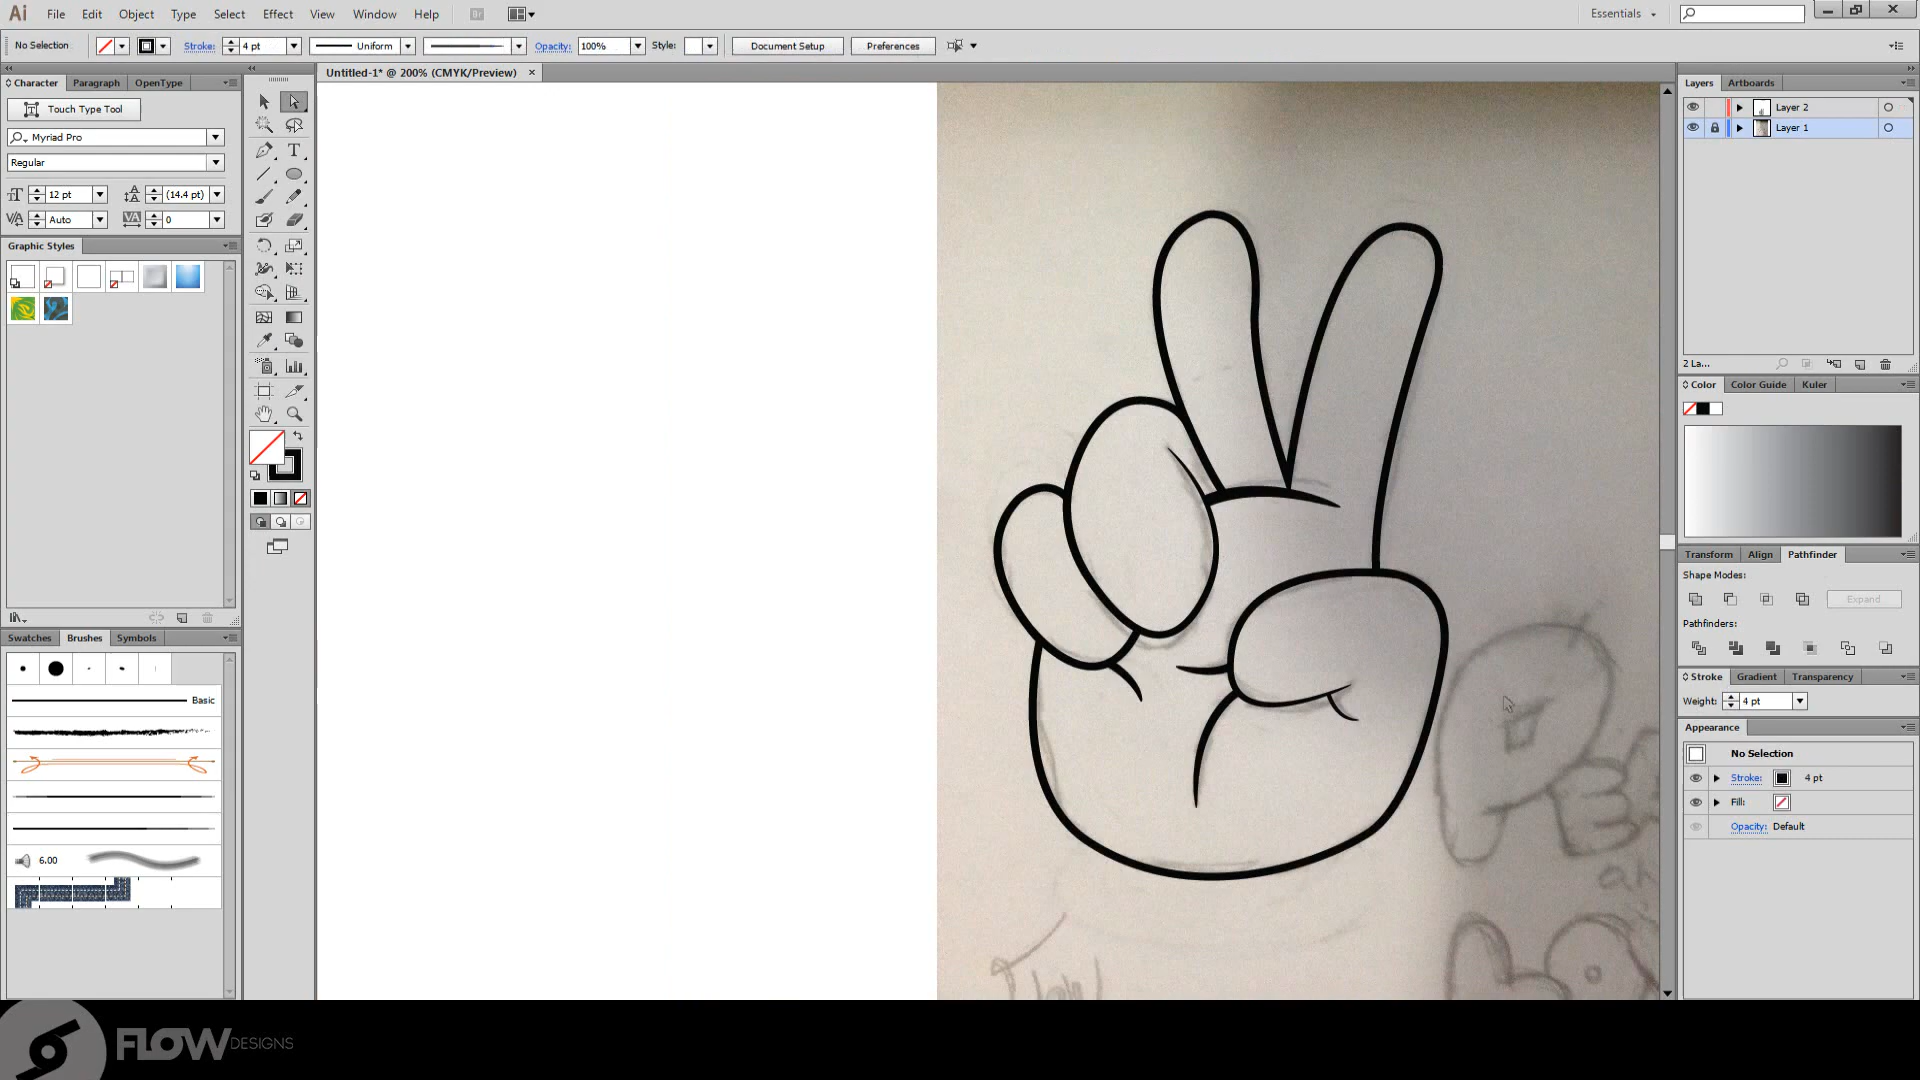 Ai File Edit Object Type Select Effect View Window Help Br Essentials
No Selection Stroke: 4 pt Uniform Opacity: 100% Style: Document Setup Preferences
Untitled-1* @ 200% (CMYK/Preview)
Character Paragraph OpenType
Touch Type Tool
Myriad Pro
Regular
12 pt (14.4 pt)
Auto 0
Graphic Styles
Swatches Brushes Symbols
Basic
6.00
Layers Artboards
Layer 2
Layer 1
2 La...
Color Color Guide Kuler
Transform Align Pathfinder
Shape Modes:
Expand
Pathfinders:
Stroke Gradient Transparency
Weight: 4 pt
Appearance
No Selection
Stroke: 4 pt
Fill:
Opacity: Default
FLOW DESIGNS